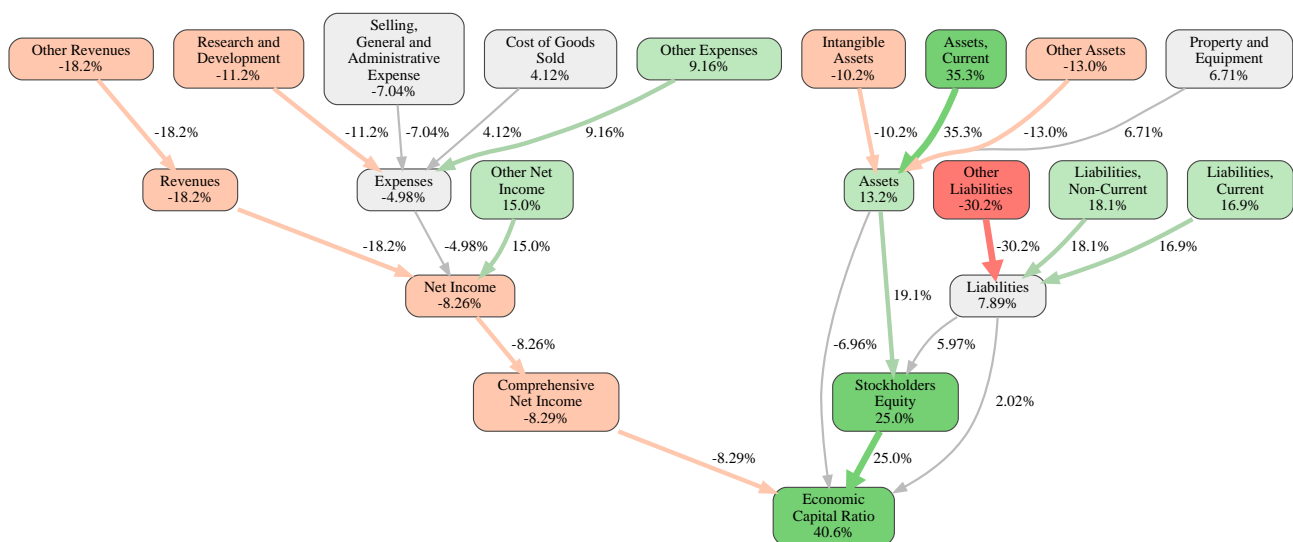 Other Revenues
-18.2%
Research and
Development
-11.2%
Selling,
General and
Administrative
Expense
-7.04%
Cost of Goods
Sold
4.12%
Other Expenses
9.16%
Intangible
Assets
-10.2%
Assets,
Current
35.3%
Other Assets
-13.0%
Property and
Equipment
6.71%
-18.2%
-11.2%
-7.04%
4.12%
9.16%
-10.2%
35.3%
-13.0%
6.71%
Revenues
-18.2%
Expenses
-4.98%
Other Net
Income
15.0%
Assets
13.2%
Other
Liabilities
-30.2%
Liabilities,
Non-Current
18.1%
Liabilities,
Current
16.9%
-18.2%
-4.98%
15.0%
-30.2%
18.1%
16.9%
Net Income
-8.26%
19.1%
Liabilities
7.89%
-8.26%
-6.96%
5.97%
Comprehensive
Net Income
-8.29%
Stockholders
Equity
25.0%
2.02%
-8.29%
25.0%
Economic
Capital Ratio
40.6%